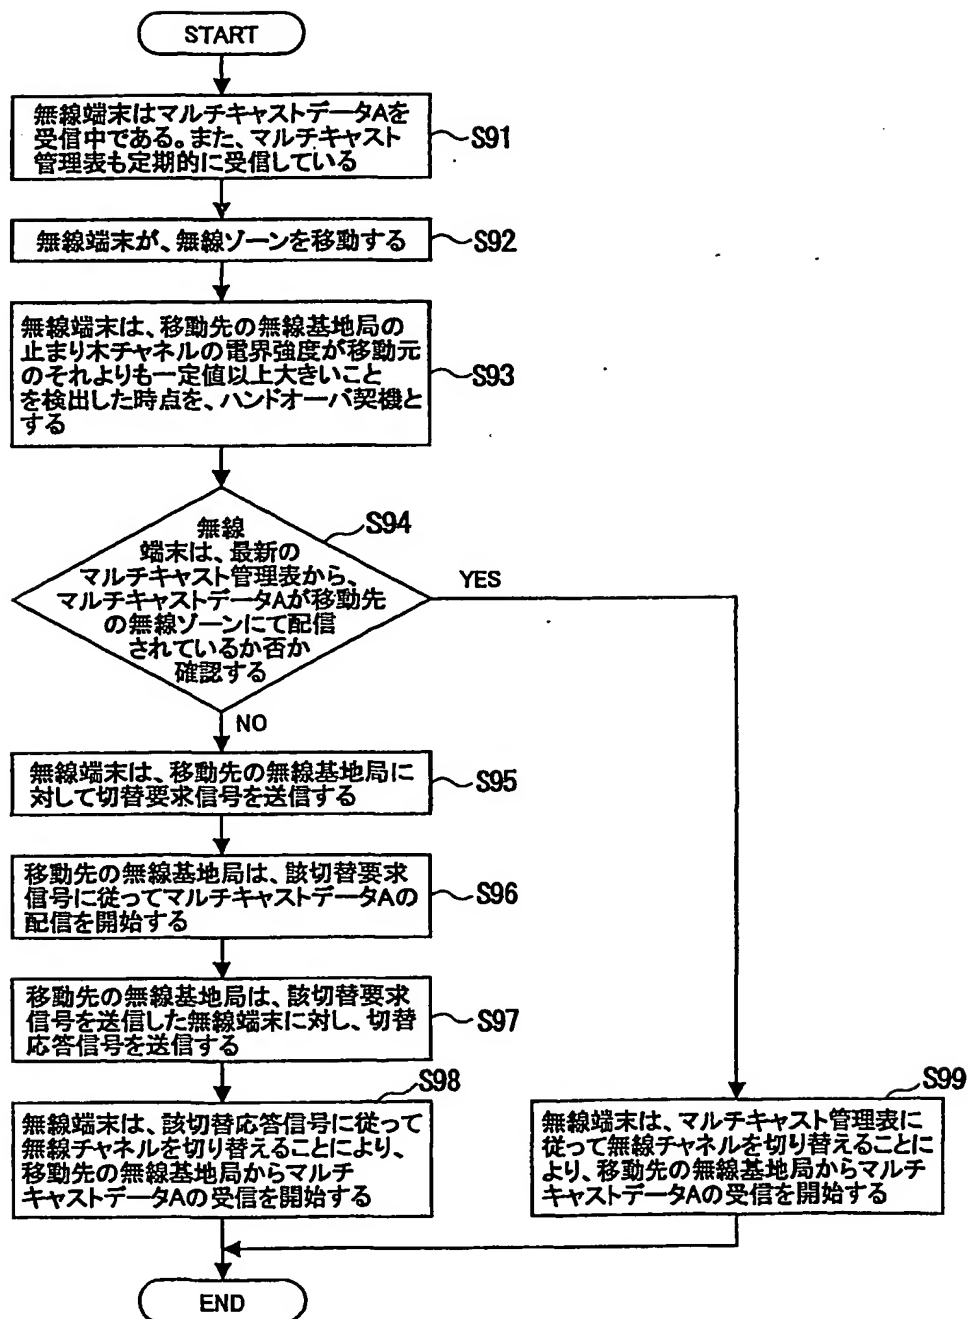 START
無線端末はマルチキャストデータAを
受信中である。また、マルチキャスト
管理表も定期的に受信している
S91
無線端末が、無線ゾーンを移動する
S92
無線端末は、移動先の無線基地局の
止まり木チャネルの電界強度が移動元
のそれよりも一定値以上大きいこと
を検出した時点を、ハンドオーバ契機と
する
S93
無線
端末は、最新の
マルチキャスト管理表から、
マルチキャストデータAが移動先
の無線ゾーンにて配信
されているか否か
確認する
S94
YES
NO
無線端末は、移動先の無線基地局に
対して切替要求信号を送信する
S95
移動先の無線基地局は、該切替要求
信号に従ってマルチキャストデータAの
配信を開始する
S96
移動先の無線基地局は、該切替要求
信号を送信した無線端末に対し、切替
応答信号を送信する
S97
S98
無線端末は、該切替応答信号に従って
無線チャネルを切り替えることにより、
移動先の無線基地局からマルチ
キャストデータAの受信を開始する
S99
無線端末は、マルチキャスト管理表に
従って無線チャネルを切り替えることに
より、移動先の無線基地局からマルチ
キャストデータAの受信を開始する
END